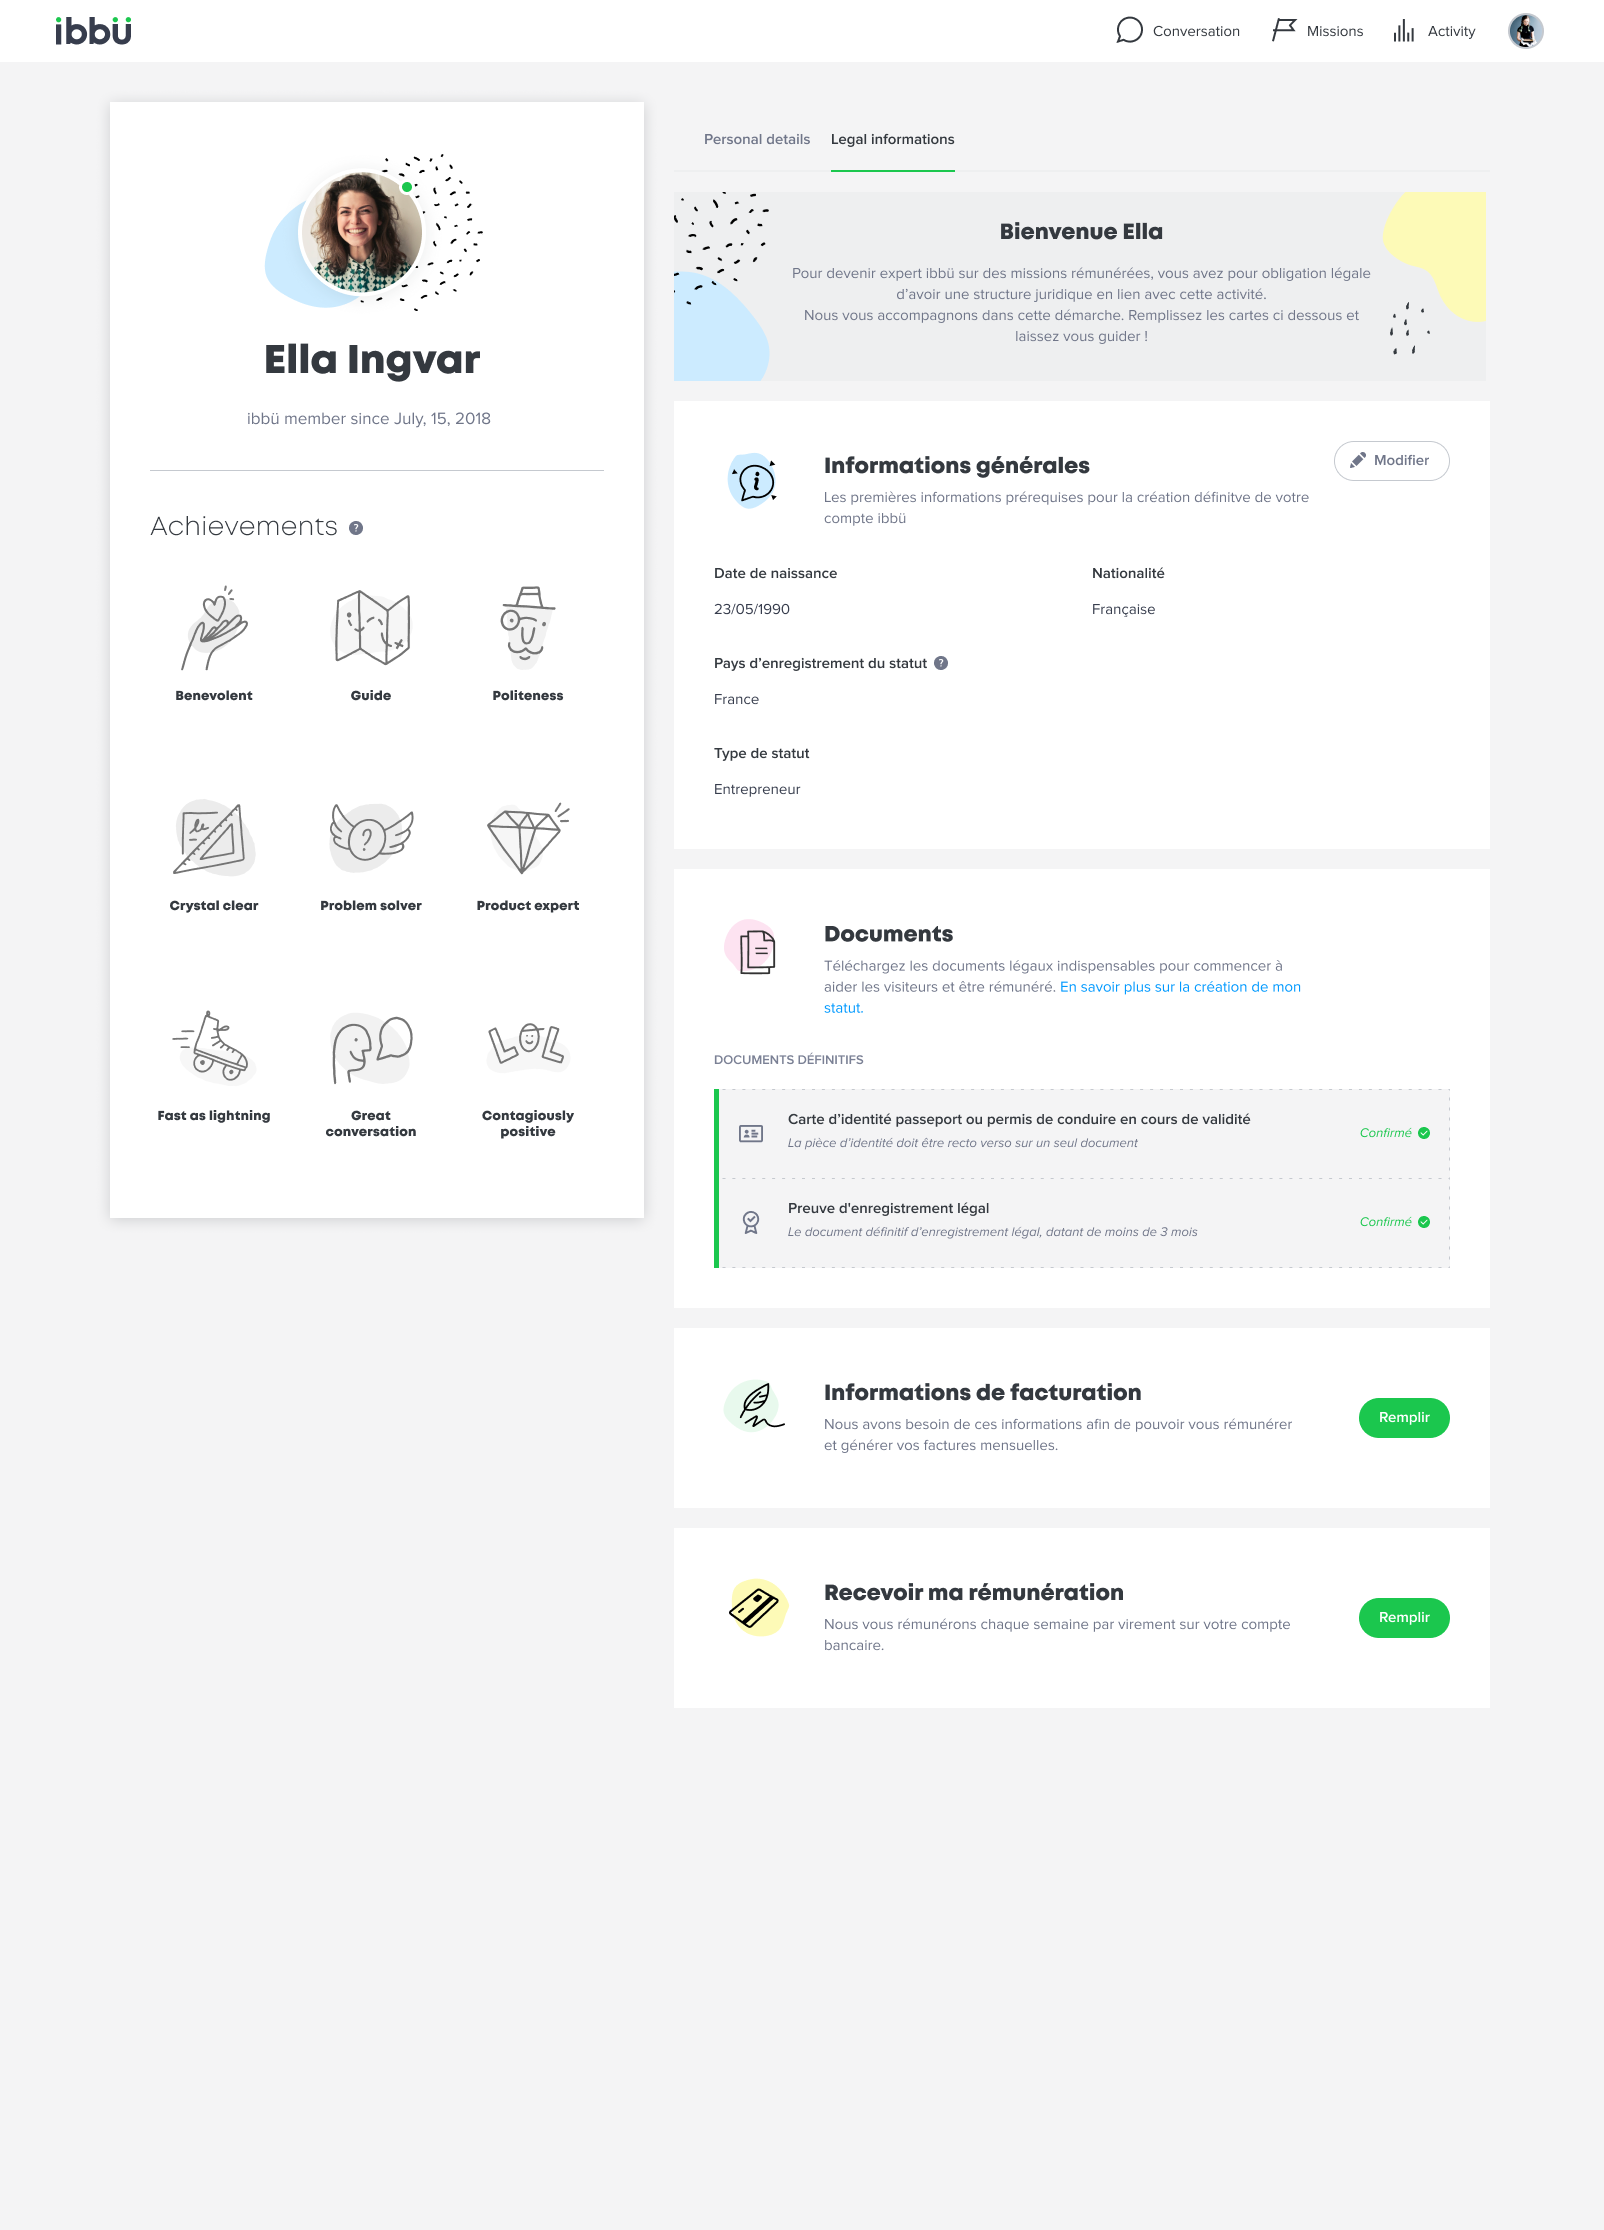 ibbü
Conversation
Missions
Activity
Ella Ingvar
ibbü member since July, 15, 2018
Achievements ?
Benevolent
Guide
Politeness
le
?
Crystal clear
Problem solver
Product expert
LOL
Fast as lightning
Great
conversation
Contagiously
positive
Personal details
Legal informations
Bienvenue Ella
Pour devenir expert ibbü sur des missions rémunérées, vous avez pour obligation légale
d’avoir une structure juridique en lien avec cette activité.
Nous vous accompagnons dans cette démarche. Remplissez les cartes ci dessous et
laissez vous guider !
i
Informations générales
Modifier
Les premières informations prérequises pour la création définitve de votre
compte ibbü
Date de naissance
Nationalité
23/05/1990
Française
Pays d’enregistrement du statut ?
France
Type de statut
Entrepreneur
Documents
Téléchargez les documents légaux indispensables pour commencer à
aider les visiteurs et être rémunéré. En savoir plus sur la création de mon
statut.
DOCUMENTS DÉFINITIFS
Carte d’identité passeport ou permis de conduire en cours de validité
La pièce d’identité doit être recto verso sur un seul document
Confirmé
Preuve d'enregistrement légal
Le document définitif d’enregistrement légal, datant de moins de 3 mois
Confirmé
Informations de facturation
Nous avons besoin de ces informations afin de pouvoir vous rémunérer
et générer vos factures mensuelles.
Remplir
Recevoir ma rémunération
Nous vous rémunérons chaque semaine par virement sur votre compte
bancaire.
Remplir